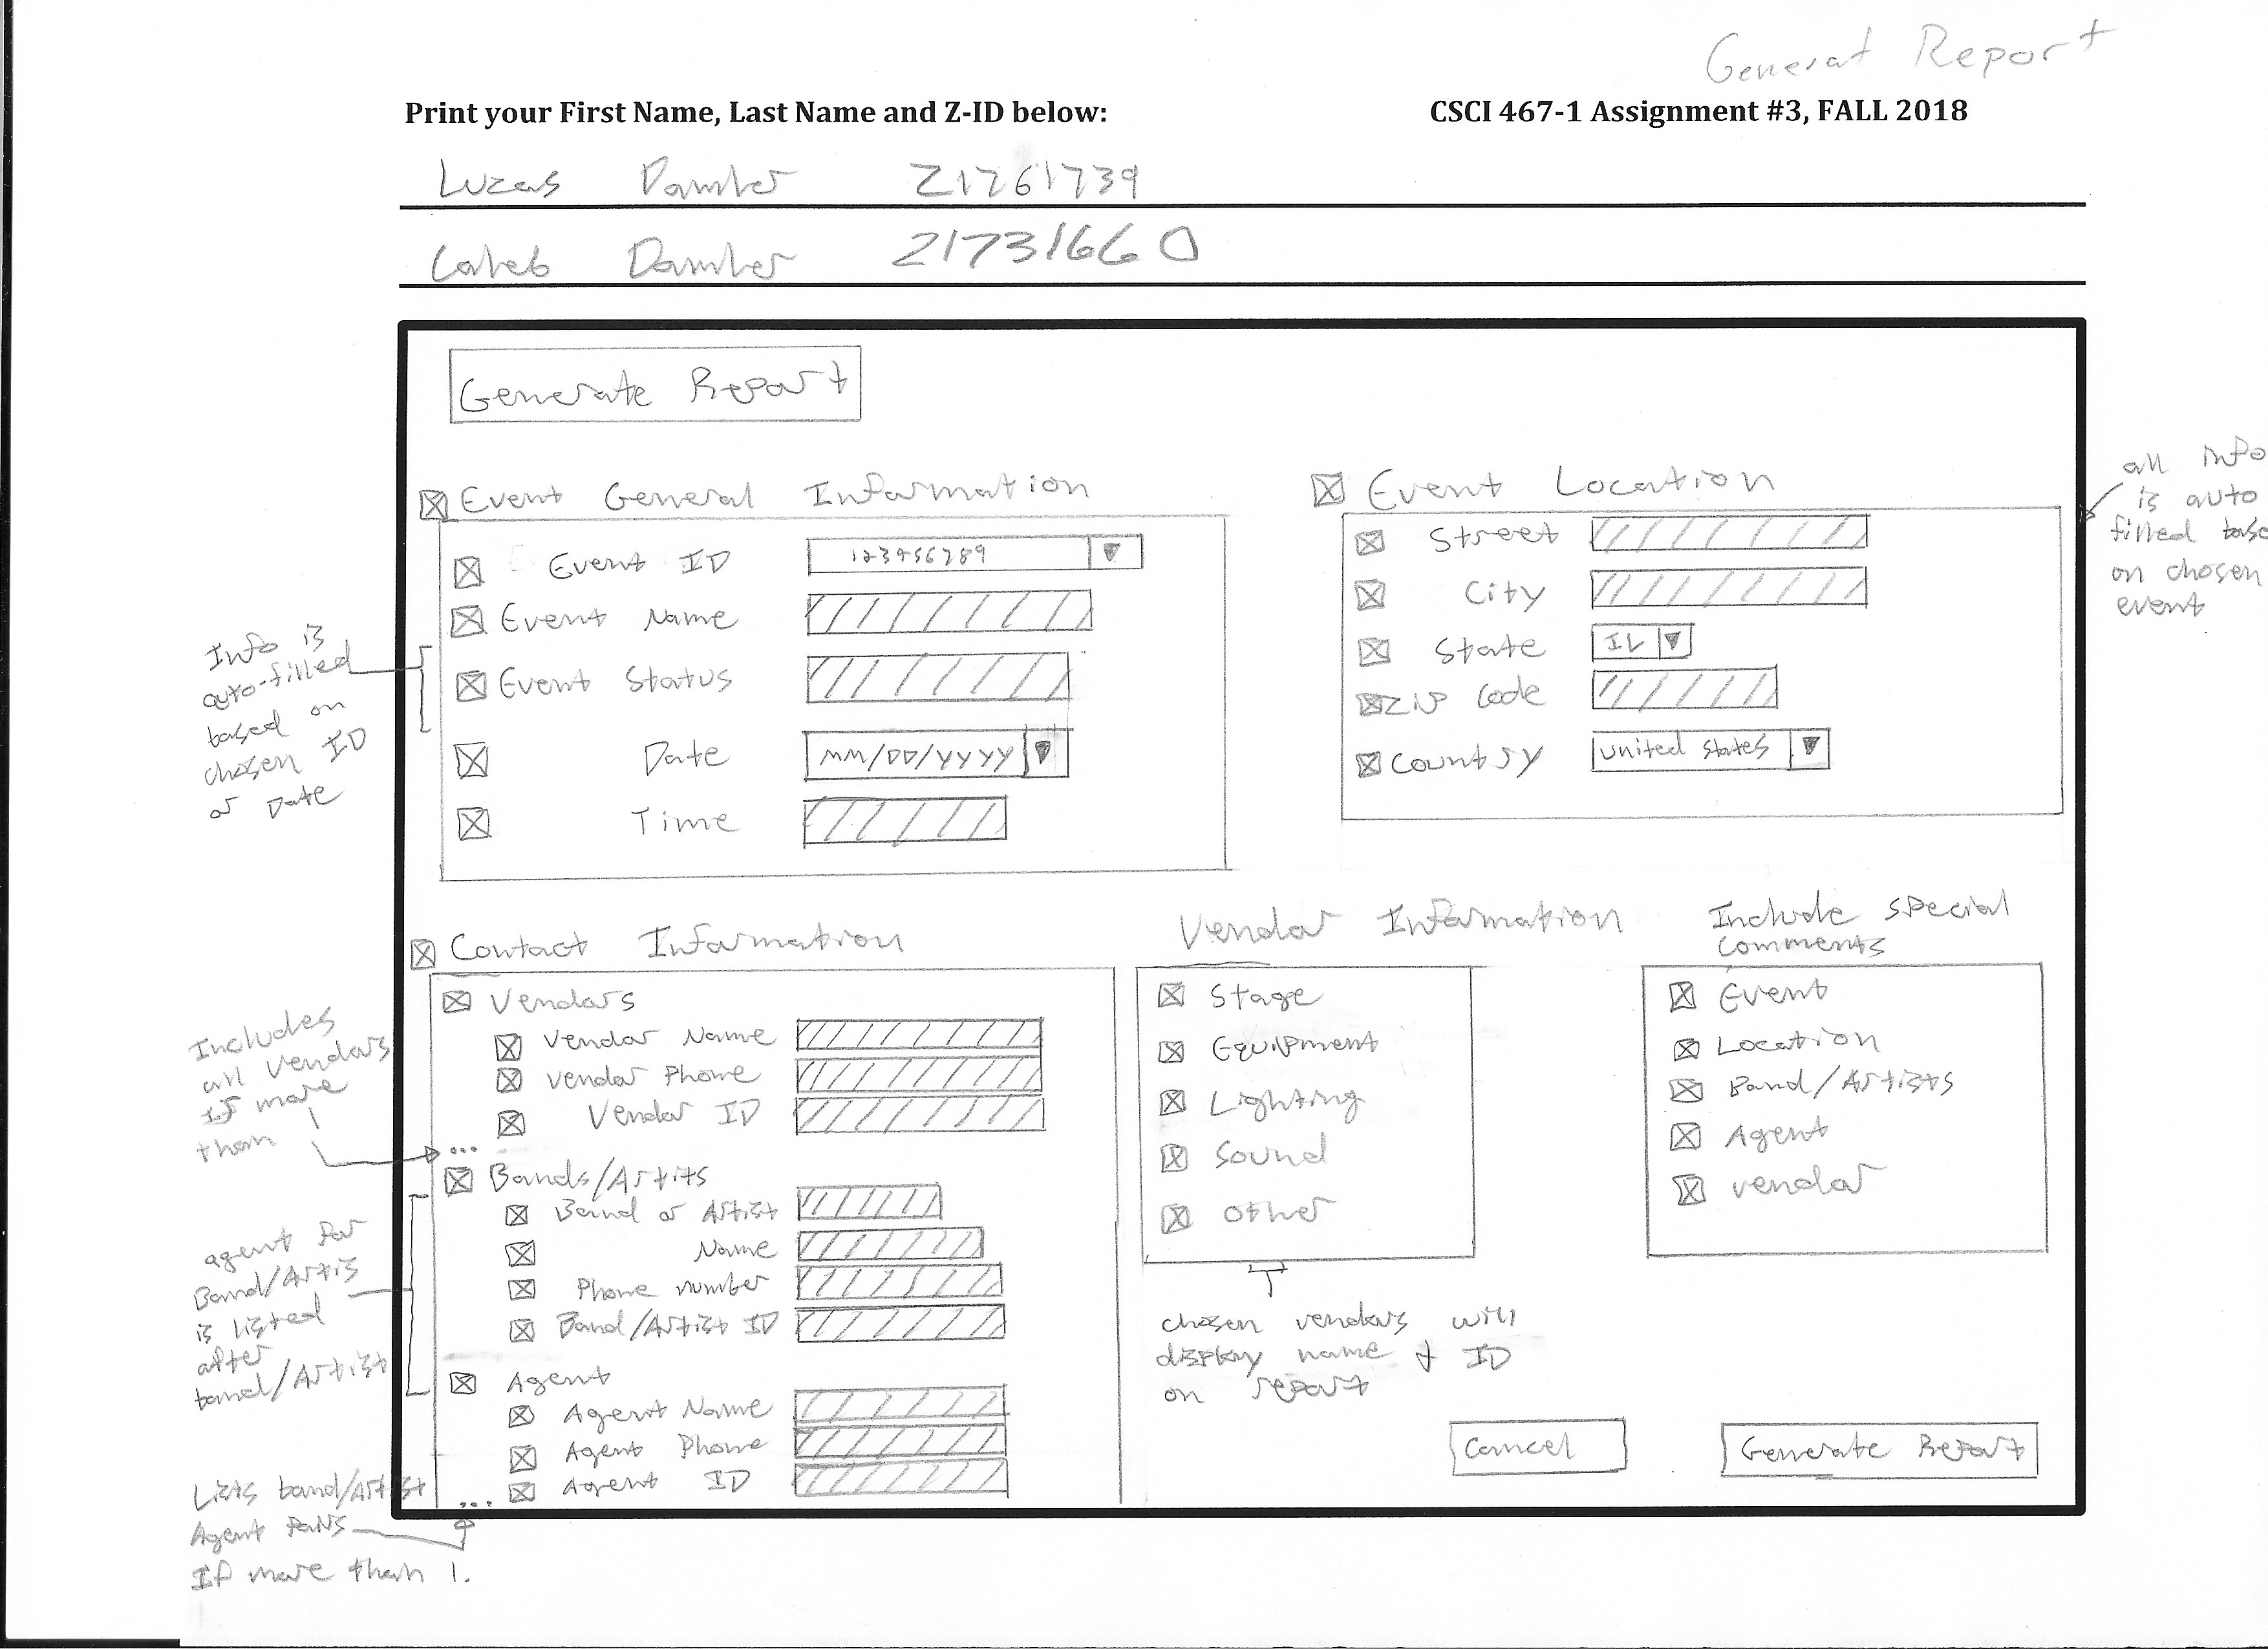 Generat Report
Print your First Name, Last Name and Z-ID below:
CSCI 467-1 Assignment #3, FALL 2018
Lucas Z1761739
Caleb Z1731660
Generate Report
Event General Information
Event ID 123456789
Event Name
Event Status
Date MM/DD/YYYY
Time
Info is
auto-filled
based on
chosen ID
or Date
Event Location
Street
City
State IL
Zip Code
Country United States
all info
is auto
filled base
on chosen
event
Contact Information
Vendors
Vendor Name
Vendor Phone
Vendor ID
...
Includes
all vendors
If more
than 1
Bands/Artits
Band or Artist
Name
Phone number
Band/Artist ID
Agent
Agent Name
Agent Phone
Agent ID
...
agent for
Band/Artis
is listed
after
band/Artist
Lists band/Artist
Agent Pairs
If more than 1.
Vendor Information
Stage
Equipment
Lighting
Sound
Other
chosen vendors will
display name & ID
on report
Include special
comments
Event
Location
Band/Artists
Agent
vendor
Cancel
Generate Report